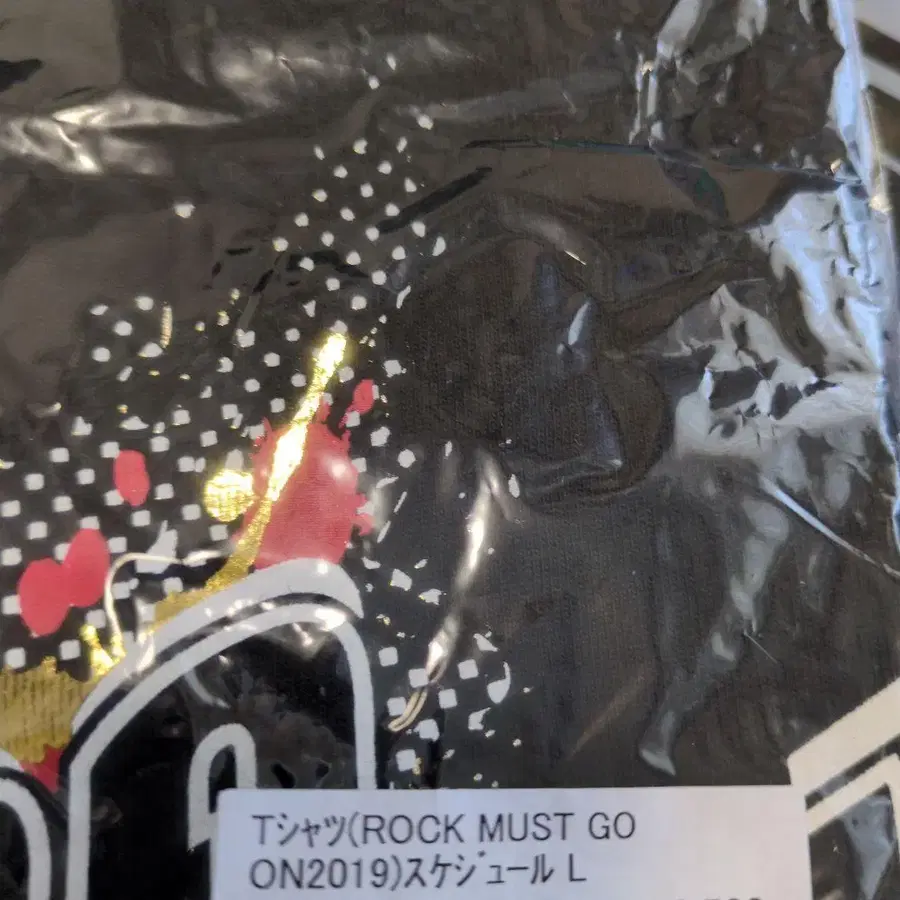 Tｼｬﾂ(ROCK MUST GO
ON2019)ｽｹｼﾞｭｰﾙ L